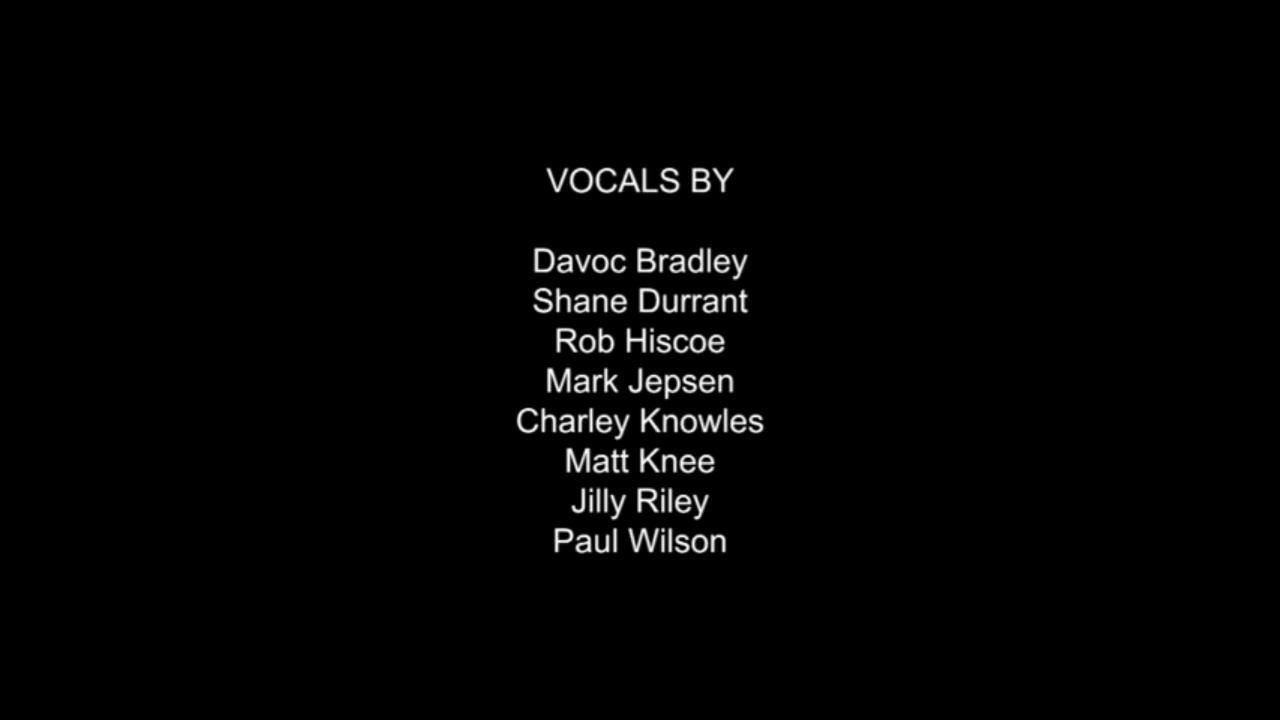 VOCALS BY
Davoc Bradley
Shane Durrant
Rob Hiscoe
Mark Jepsen
Charley Knowles
Matt Knee
Jilly Riley
Paul Wilson